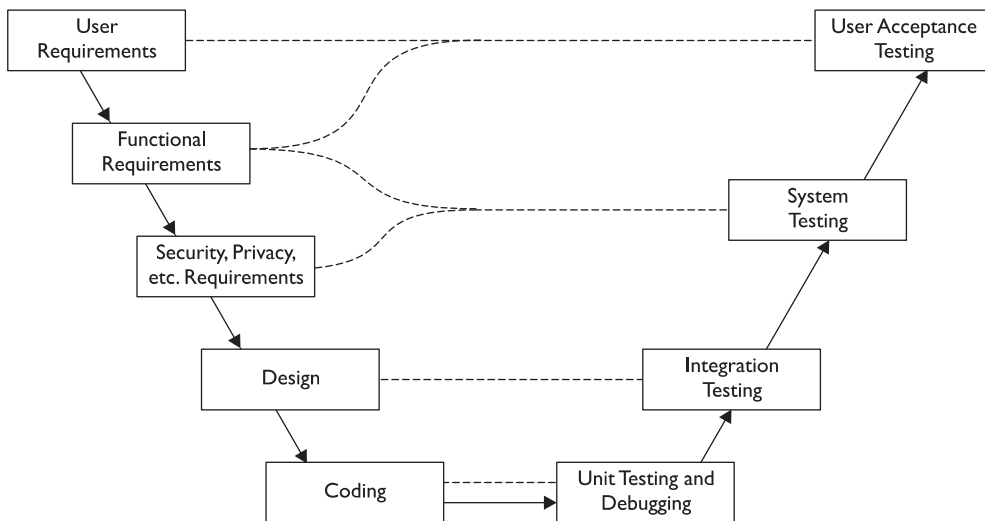 User
Requirements
User Acceptance
Testing
Functional
Requirements
System
Testing
Security, Privacy,
etc. Requirements
Design
Integration
Testing
Coding
Unit Testing and
Debugging